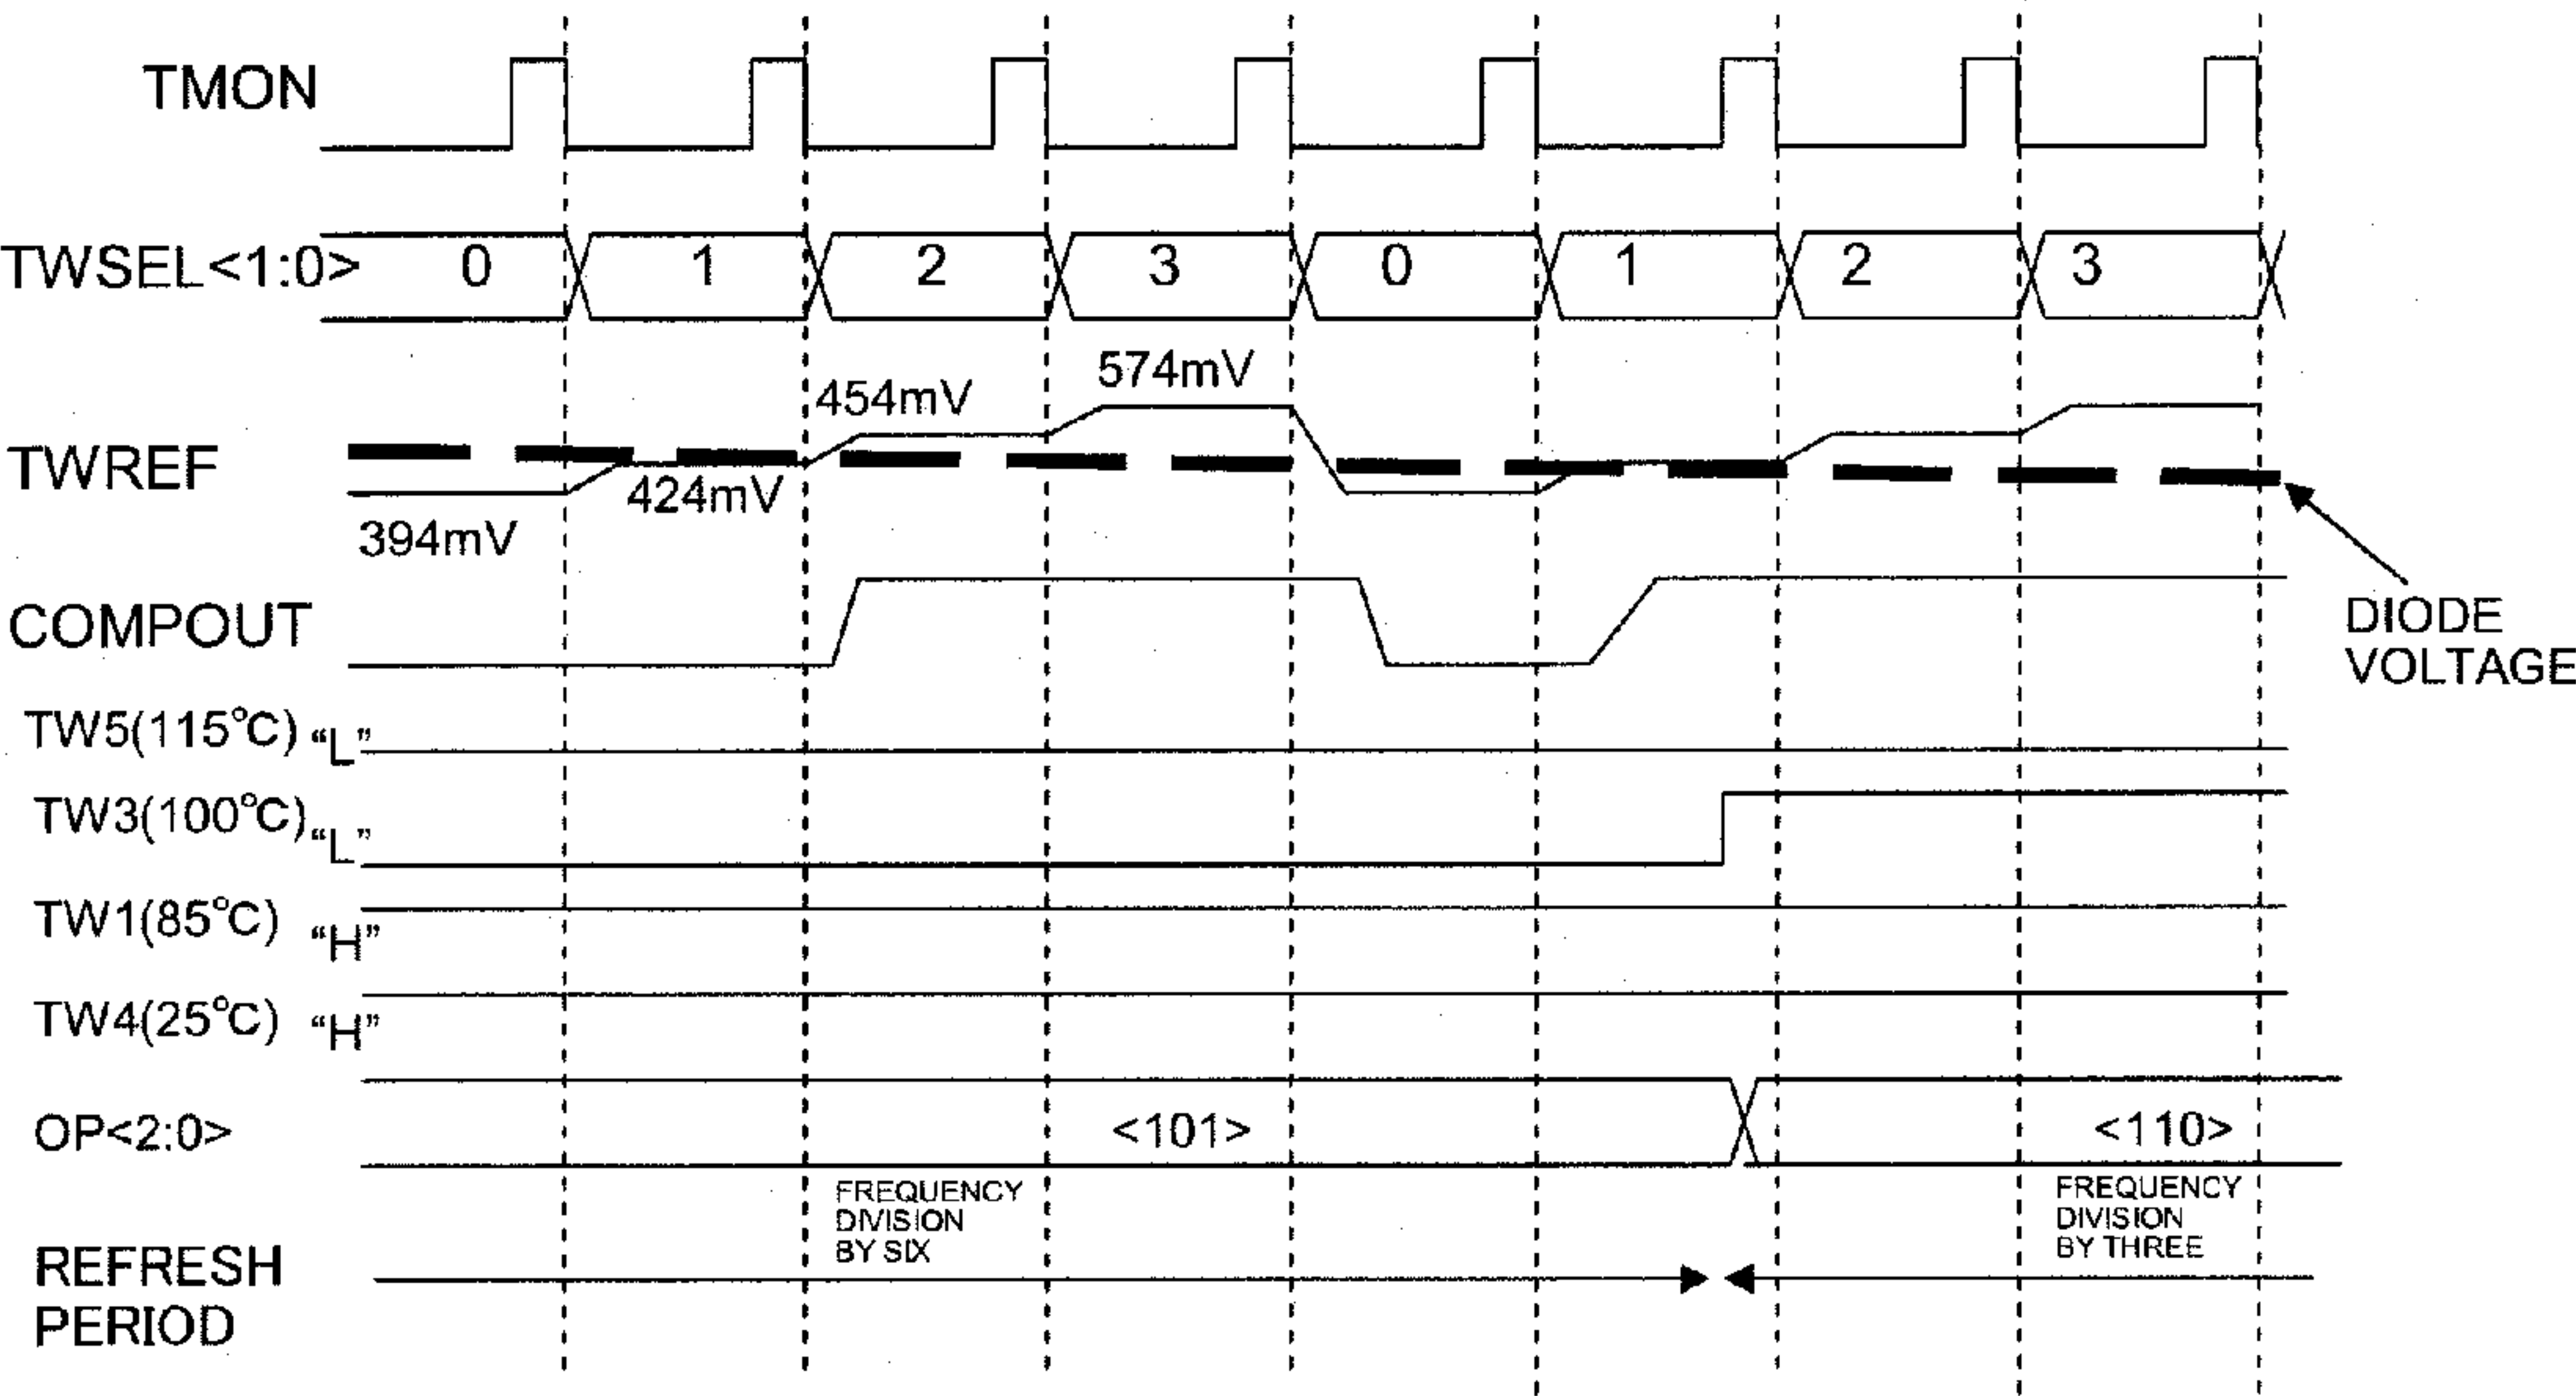 TMON
TWSEL<1:0> 0 1 2 3 0 1 2 3
574mV
454mV
TWREF
424mV
394mV
COMPOUT
DIODE
VOLTAGE
TW5(115℃) "L"
TW3(100℃) "L"
TW1(85℃) "H"
TW4(25℃) "H"
OP<2:0> <101> <110>
FREQUENCY
DIVISION
BY SIX
FREQUENCY
DIVISION
BY THREE
REFRESH
PERIOD